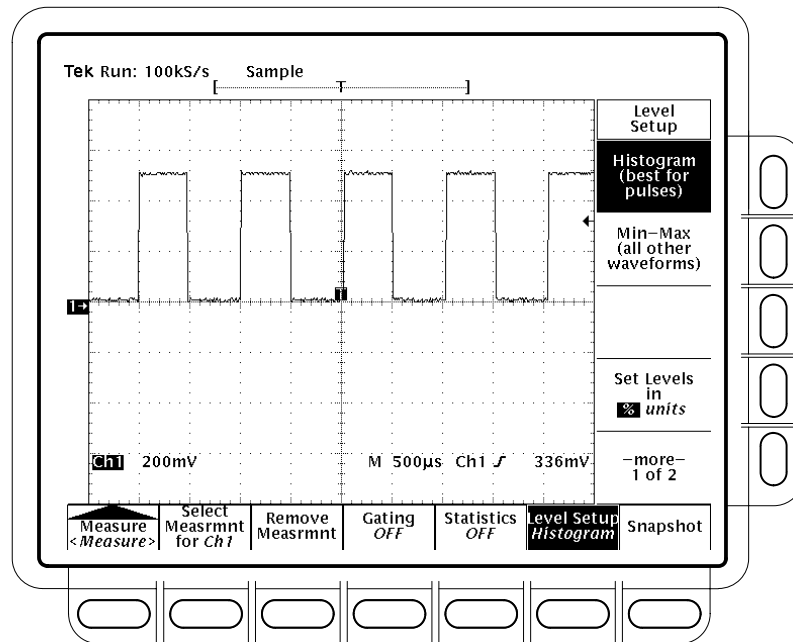 Tek Run: 100kS/s Sample
[ T ]
Level
Setup
Histogram
(best for
pulses)
Min–Max
(all other
waveforms)
Set Levels
in
% units
–more–
1 of 2
T
1
Ch1 200mV M 500µs Ch1 336mV
Measure
<Measure>
Select
Measrmnt
for Ch1
Remove
Measrmnt
Gating
OFF
Statistics
OFF
Level Setup
Histogram
Snapshot